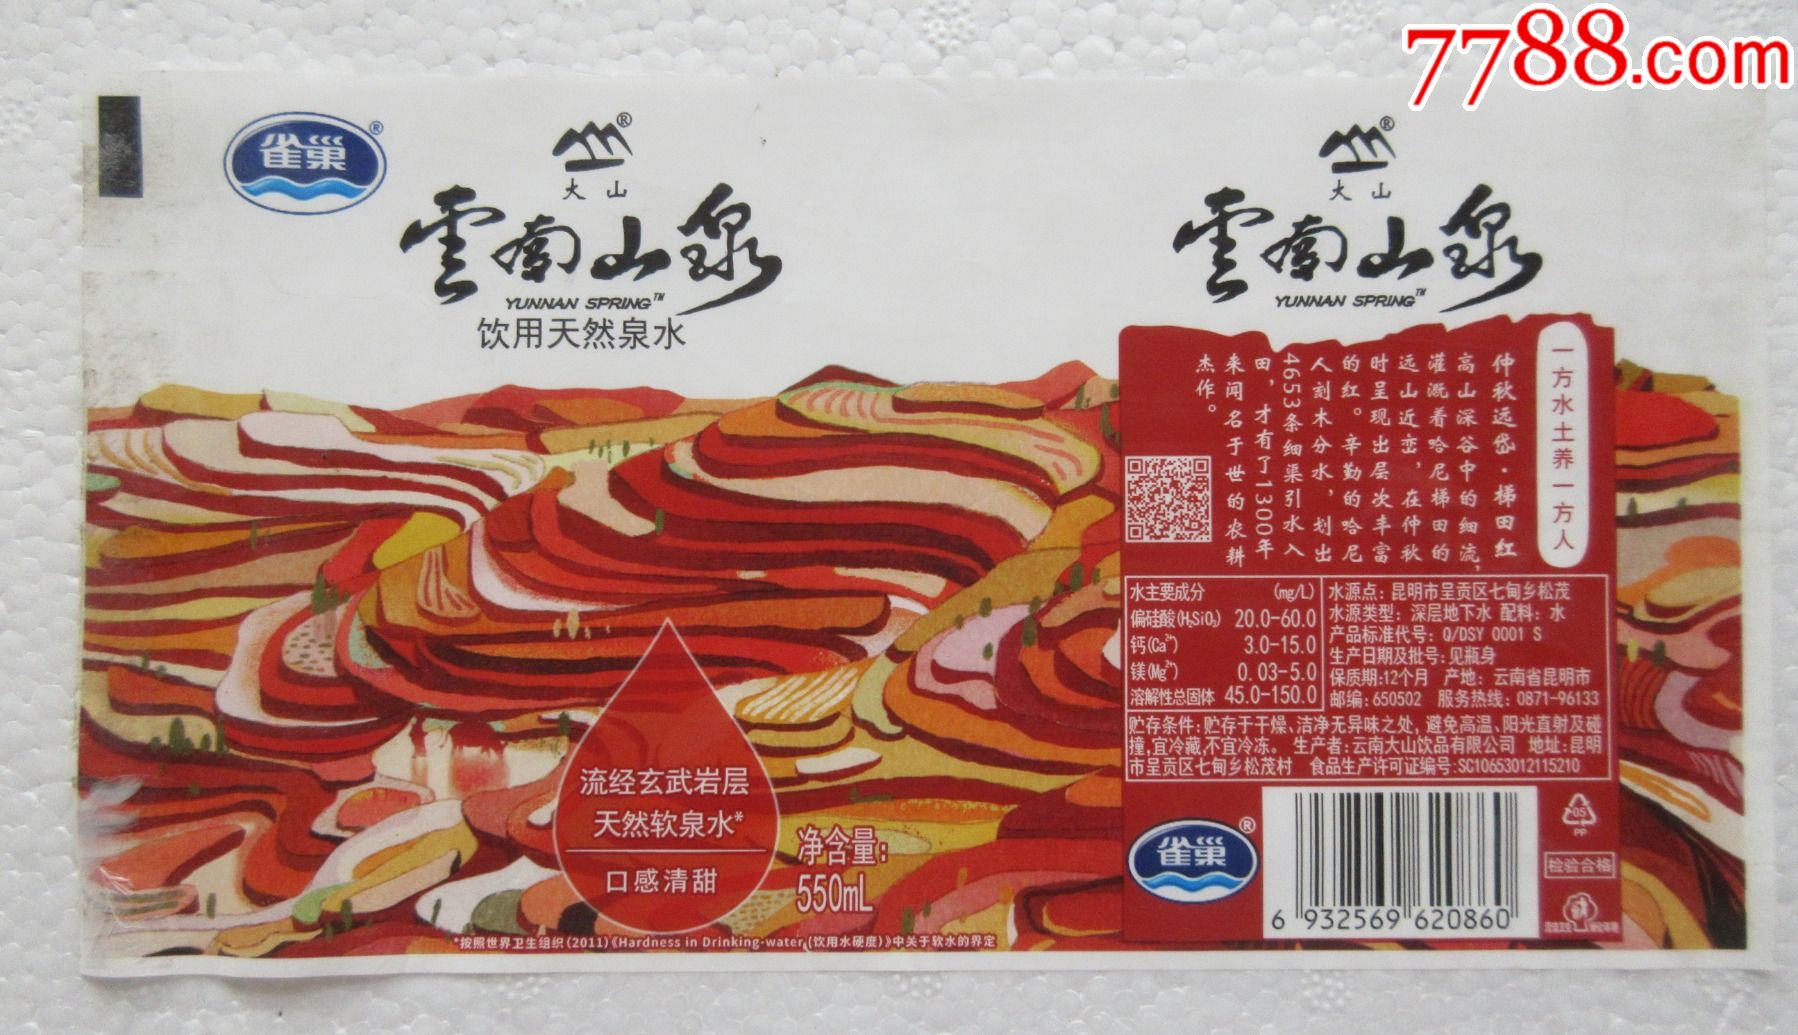 7788.com
雀巢®
®
大山
雲南山泉
YUNNAN SPRING™
饮用天然泉水
流经玄武岩层
天然软泉水*
口感清甜
净含量:
550mL
*按照世界卫生组织(2011)《Hardness in Drinking-water(饮用水硬度)》中关于软水的界定
®
大山
雲南山泉
YUNNAN SPRING™
一方水土养一方人
仲秋远岱·梯田红
高山深谷中的细流，
灌溉着哈尼梯田的
远山近峦，在仲秋
时呈现出层次丰富
的红。辛勤的哈尼
人刻木分水，划出
4653条细渠引水入
田，才有了1300年
来闻名于世的农耕
杰作。
水主要成分 (mg/L)
偏硅酸(H₂SiO₃) 20.0-60.0
钙(Ca²⁺) 3.0-15.0
镁(Mg²⁺) 0.03-5.0
溶解性总固体 45.0-150.0
水源点: 昆明市呈贡区七甸乡松茂
水源类型: 深层地下水 配料: 水
产品标准代号: Q/DSY 0001 S
生产日期及批号: 见瓶身
保质期:12个月 产地: 云南省昆明市
邮编: 650502 服务热线: 0871-96133
贮存条件: 贮存于干燥、洁净无异味之处, 避免高温、阳光直射及碰
撞,宜冷藏,不宜冷冻。 生产者:云南大山饮品有限公司 地址:昆明
市呈贡区七甸乡松茂村 食品生产许可证编号:SC10653012115210
雀巢®
6 932569 620860
05
PP
检验合格